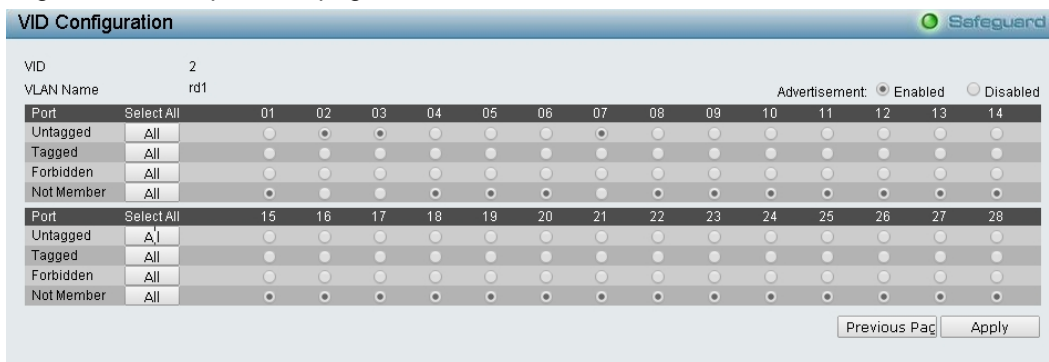 VID Configuration Safeguard
VID 2
VLAN Name rd1 Advertisement: Enabled Disabled
Port Select All 01 02 03 04 05 06 07 08 09 10 11 12 13 14
Untagged All
Tagged All
Forbidden All
Not Member All
Port Select All 15 16 17 18 19 20 21 22 23 24 25 26 27 28
Untagged All
Tagged All
Forbidden All
Not Member All
Previous Pag Apply